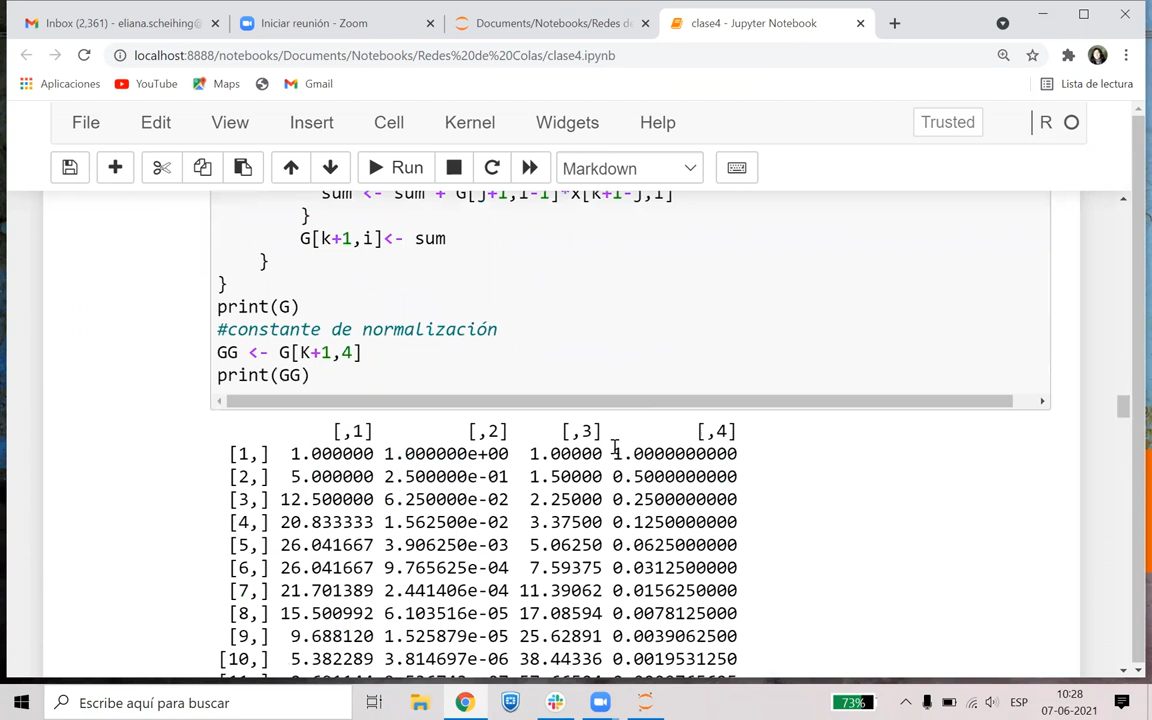 Inbox (2,361) - eliana.scheihing@
Iniciar reunión - Zoom
Documents/Notebooks/Redes de
clase4 - Jupyter Notebook
localhost:8888/notebooks/Documents/Notebooks/Redes%20de%20Colas/clase4.ipynb
Aplicaciones YouTube Maps Gmail Lista de lectura
File Edit View Insert Cell Kernel Widgets Help Trusted R
Run Markdown
sum <- sum + G[j+1,i-1]*x[k+1-j,i]
}
G[k+1,i]<- sum
}
}
print(G)
#constante de normalización
GG <- G[K+1,4]
print(GG)
[,1] [,2] [,3] [,4]
[1,] 1.000000 1.000000e+00 1.00000 1.0000000000
[2,] 5.000000 2.500000e-01 1.50000 0.5000000000
[3,] 12.500000 6.250000e-02 2.25000 0.2500000000
[4,] 20.833333 1.562500e-02 3.37500 0.1250000000
[5,] 26.041667 3.906250e-03 5.06250 0.0625000000
[6,] 26.041667 9.765625e-04 7.59375 0.0312500000
[7,] 21.701389 2.441406e-04 11.39062 0.0156250000
[8,] 15.500992 6.103516e-05 17.08594 0.0078125000
[9,] 9.688120 1.525879e-05 25.62891 0.0039062500
[10,] 5.382289 3.814697e-06 38.44336 0.0019531250
Escribe aquí para buscar
73%
ESP
10:28
07-06-2021